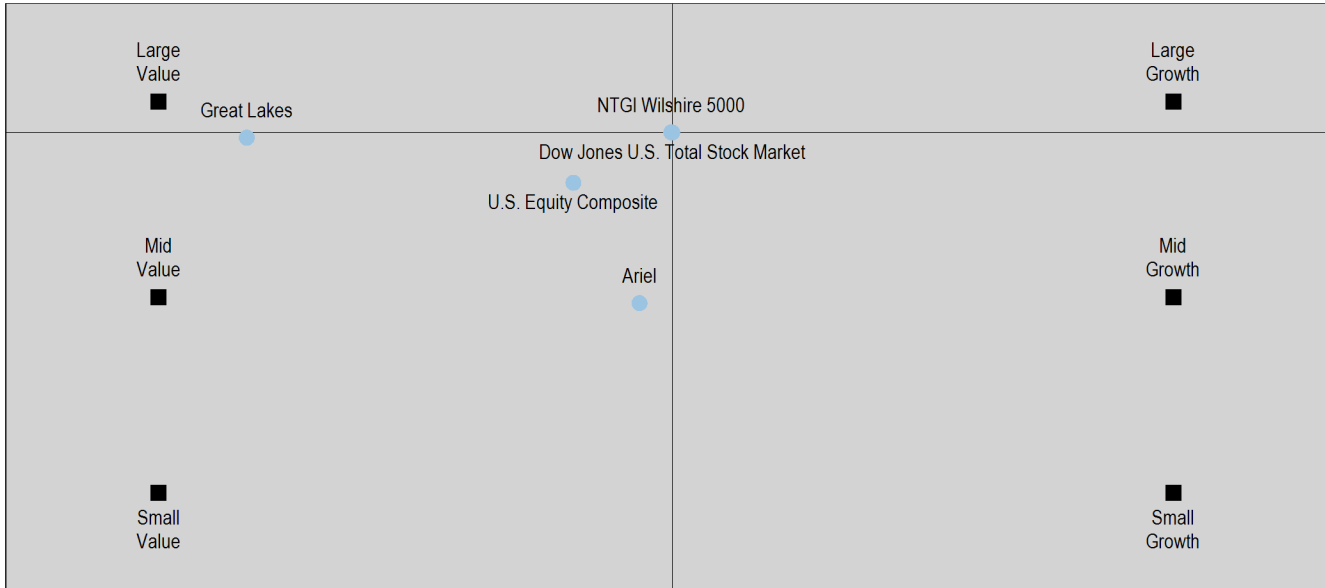 Large
Value
Large
Growth
Great Lakes
NTGI Wilshire 5000
Dow Jones U.S. Total Stock Market
U.S. Equity Composite
Mid
Value
Mid
Growth
Ariel
Small
Value
Small
Growth